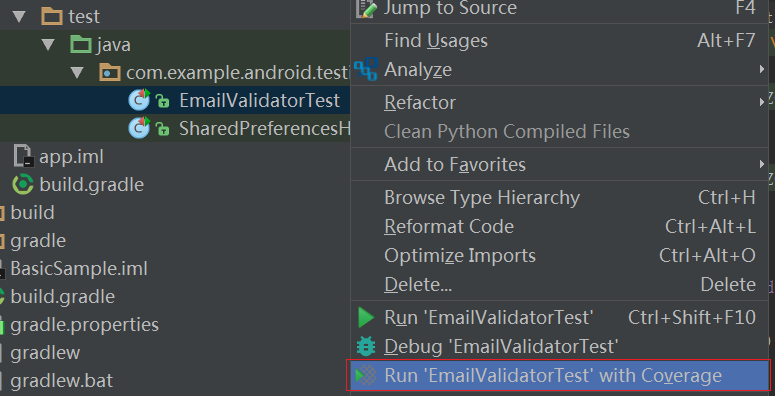 test
java
com.example.android.testi
EmailValidatorTest
SharedPreferencesH
app.iml
build.gradle
build
gradle
BasicSample.iml
build.gradle
gradle.properties
gradlew
gradlew.bat
Jump to Source F4
Find Usages Alt+F7
Analyze
Refactor
Clean Python Compiled Files
Add to Favorites
Browse Type Hierarchy Ctrl+H
Reformat Code Ctrl+Alt+L
Optimize Imports Ctrl+Alt+O
Delete... Delete
Run 'EmailValidatorTest' Ctrl+Shift+F10
Debug 'EmailValidatorTest'
Run 'EmailValidatorTest' with Coverage